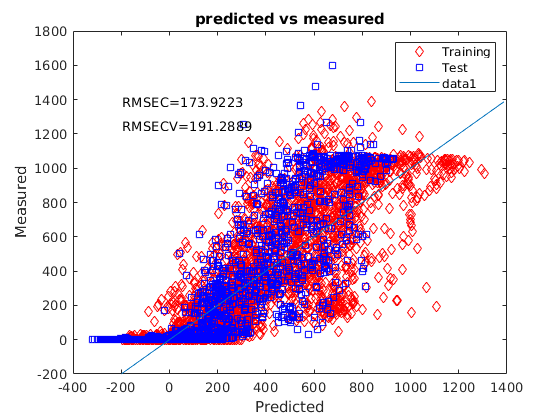 predicted vs measured
1800
1600
1400
1200
1000
800
600
400
200
0
-200
Measured
RMSEC=173.9223
RMSECV=191.2889
Training
Test
data1
-400 -200 0 200 400 600 800 1000 1200 1400
Predicted